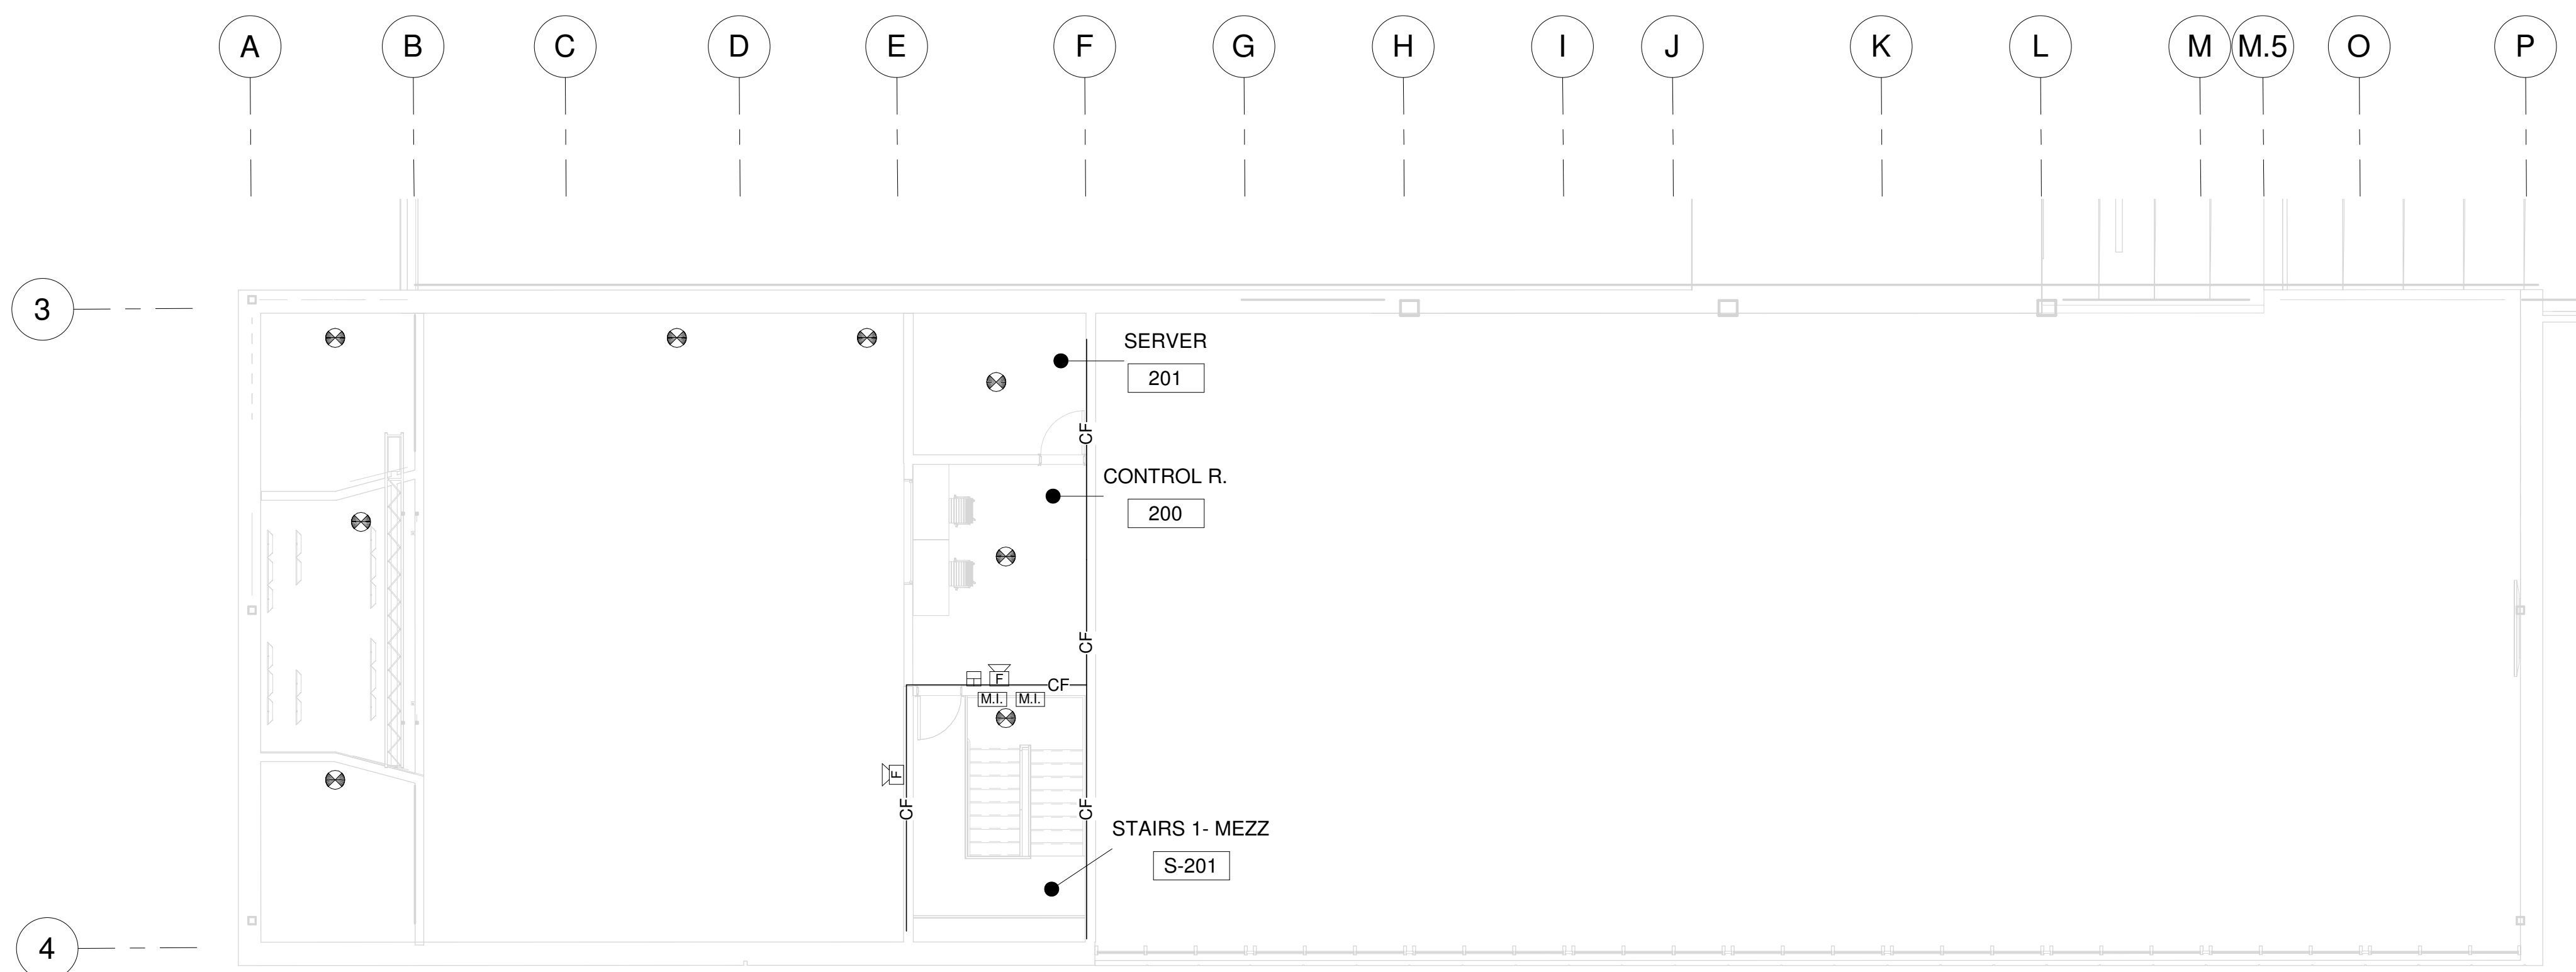 A B C D E F G H I J K L M M.5 O P
3
SERVER
201
CF
CONTROL R.
200
CF
F
CF
M.I. M.I.
F
CF
CF
STAIRS 1- MEZZ
S-201
4